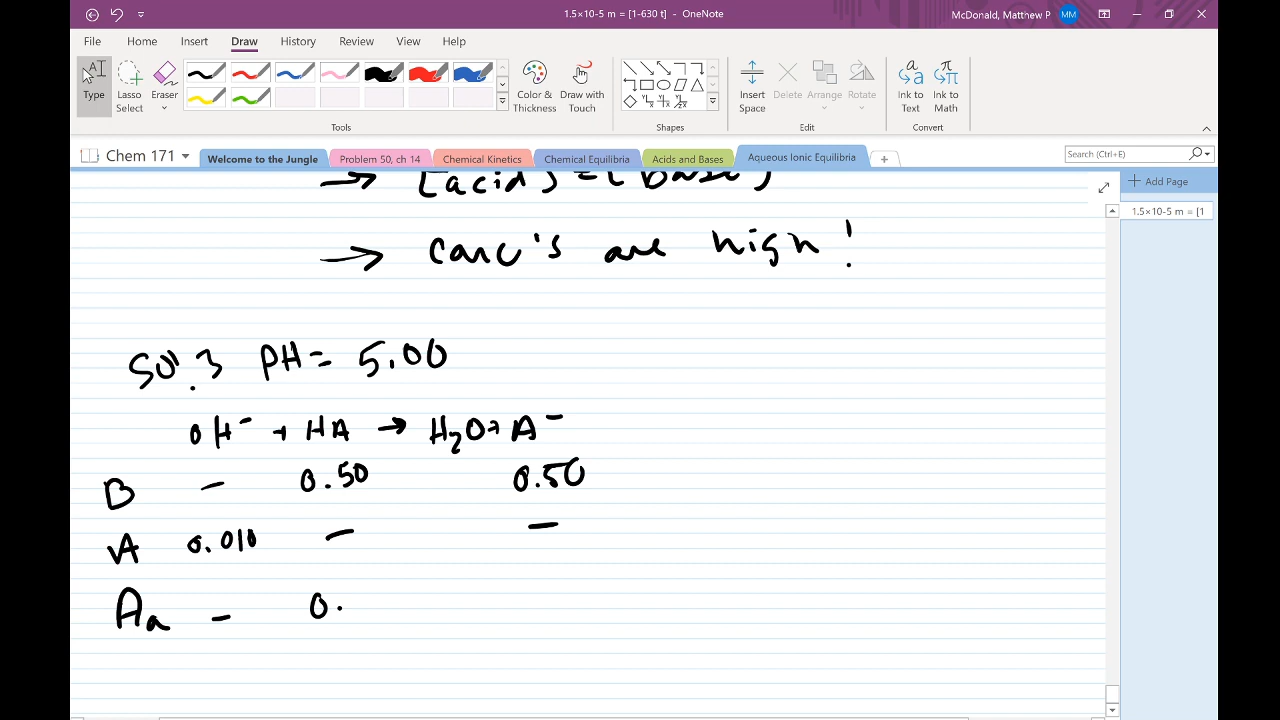 1.5×10-5 m = [1-630 t] - OneNote
McDonald, Matthew P MM
File Home Insert Draw History Review View Help
Type Lasso Select Eraser Color & Thickness Draw with Touch Insert Space Delete Arrange Rotate Ink to Text Ink to Math
Tools Shapes Edit Convert
Chem 171 Welcome to the Jungle Problem 50, ch 14 Chemical Kinetics Chemical Equilibria Acids and Bases Aqueous Ionic Equilibria Search (Ctrl+E)
Add Page
1.5×10-5 m = [1
→ [acid] = [base]
→ conc's are high!
3 pH = 5.00
OH⁻ + HA → H₂O + A⁻
B - 0.50 0.50
A 0.010 - -
Aa - 0.